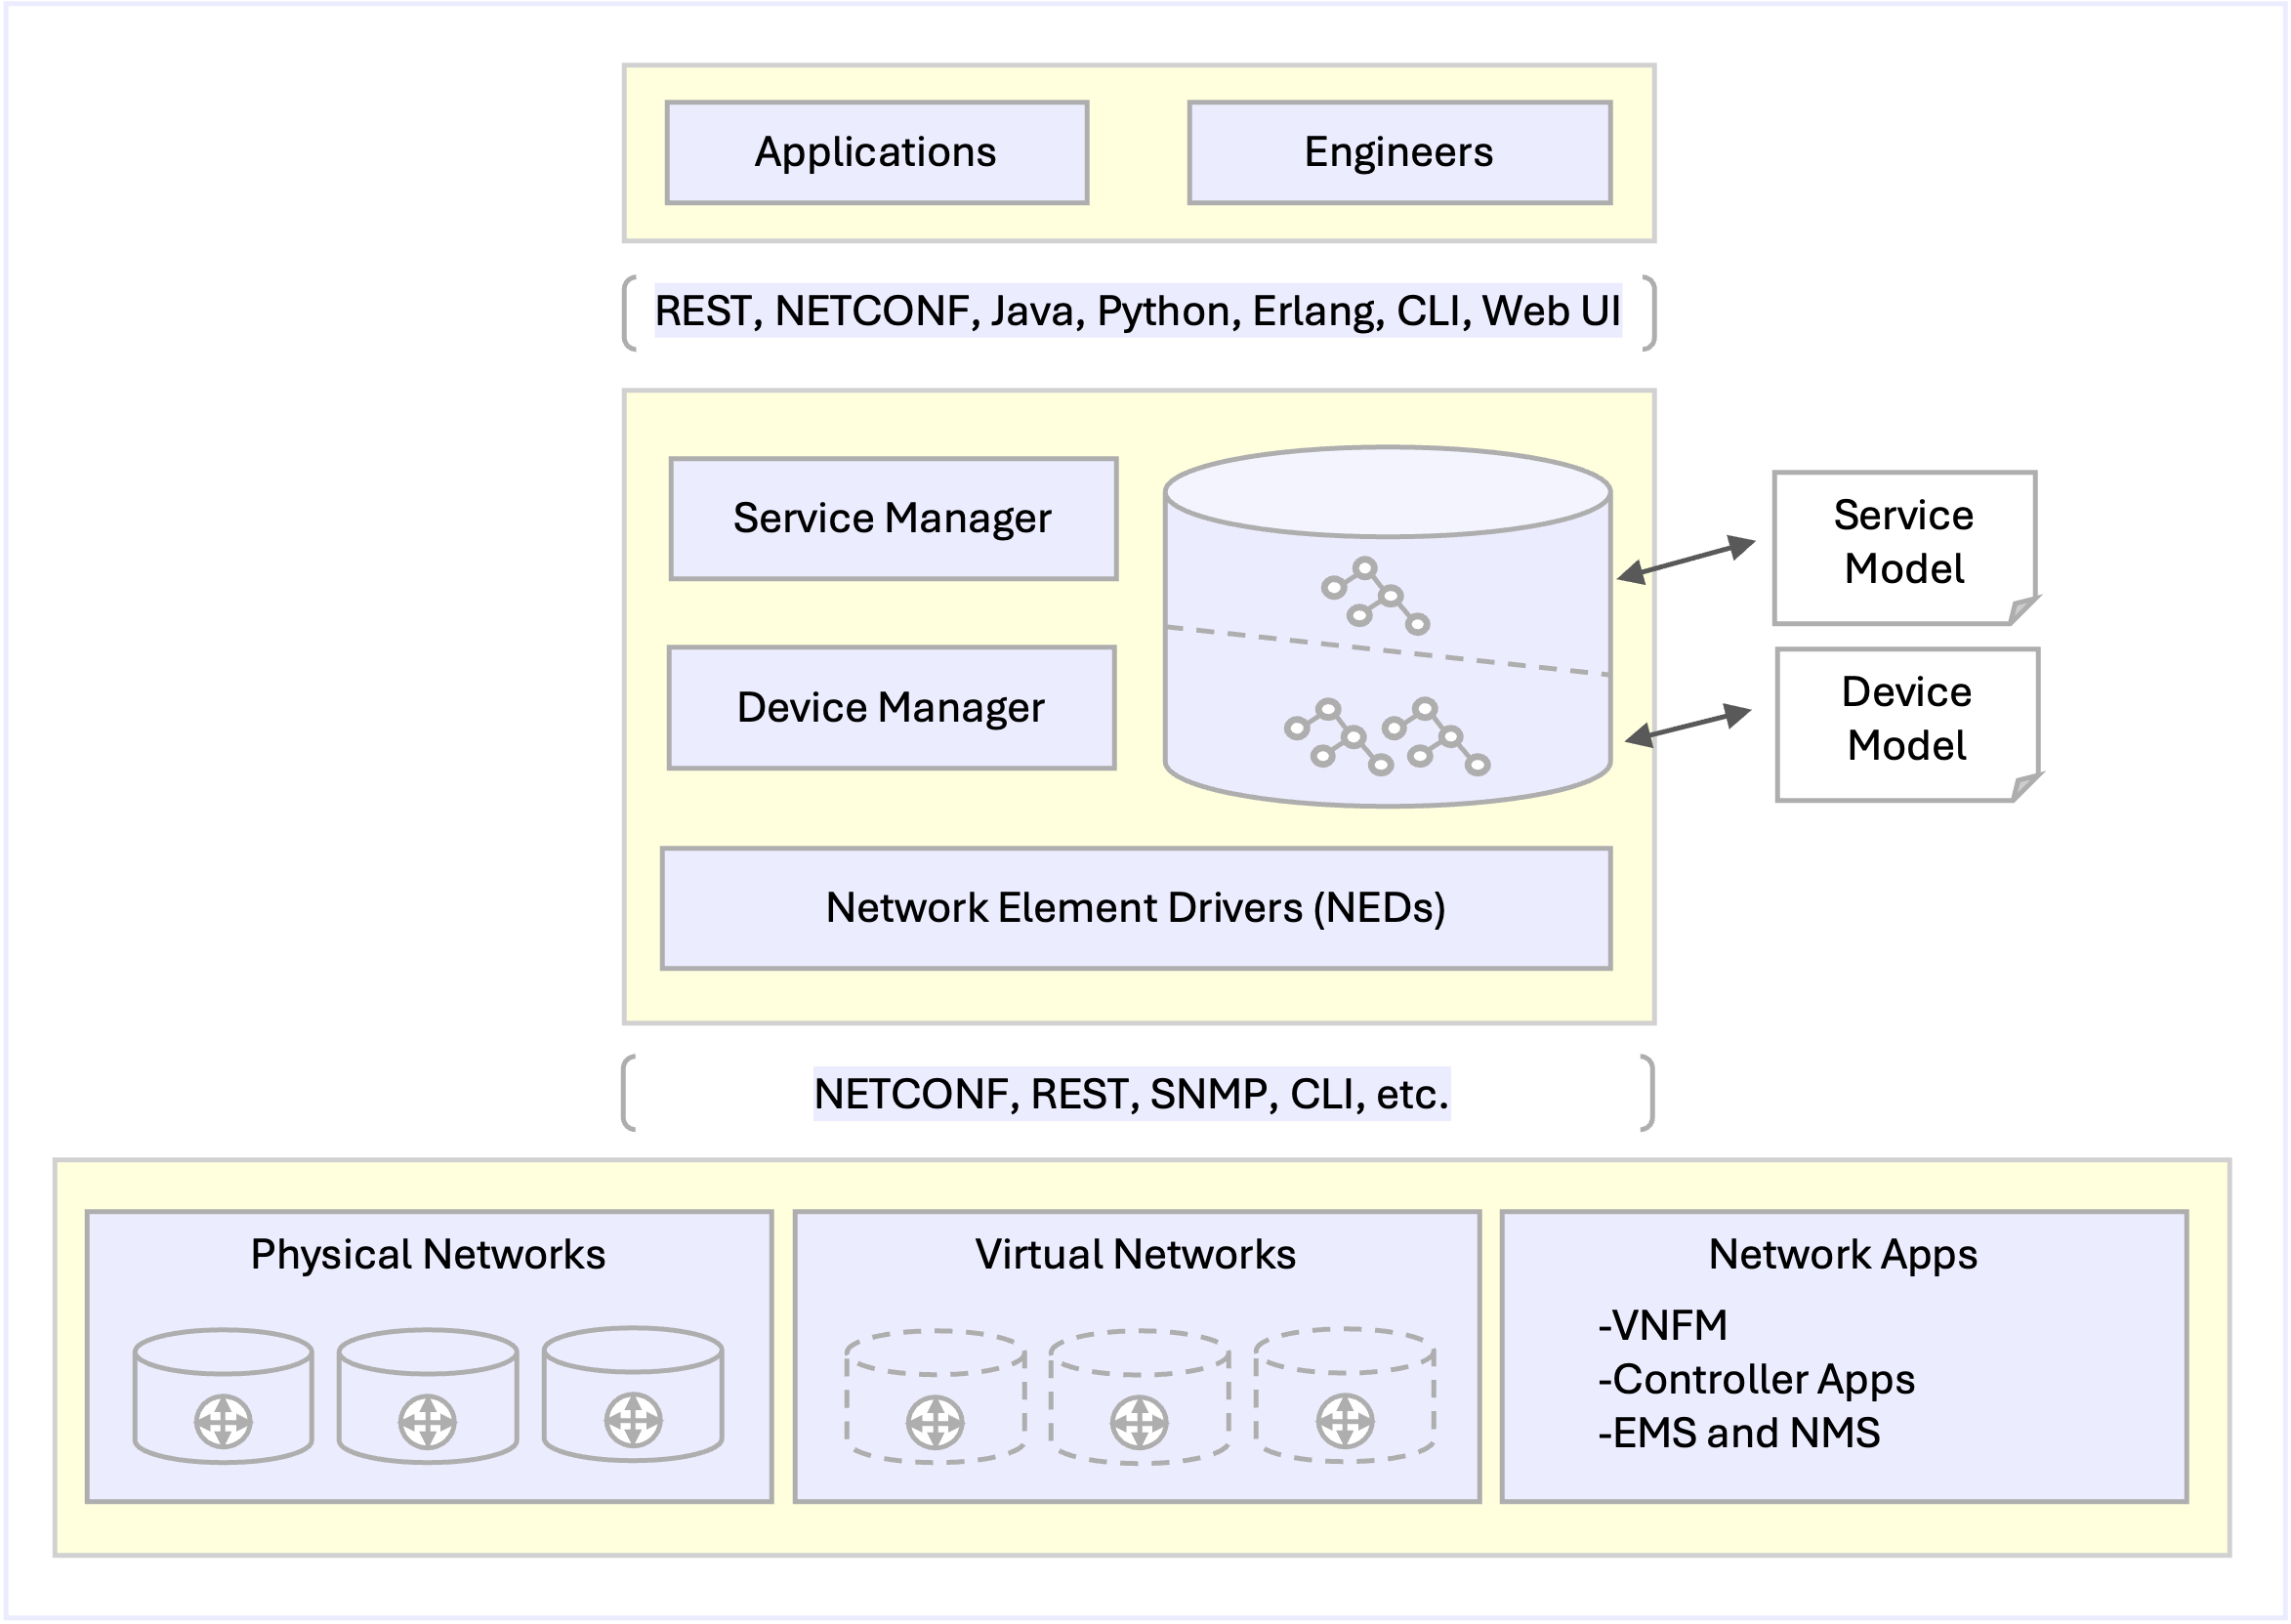 Applications
Engineers
REST, NETCONF, Java, Python, Erlang, CLI, Web UI
Service Manager
Service
Model
Device Manager
Device
Model
Network Element Drivers (NEDs)
NETCONF, REST, SNMP, CLI, etc.
Physical Networks
Virtual Networks
Network Apps
-VNFM
-Controller Apps
-EMS and NMS